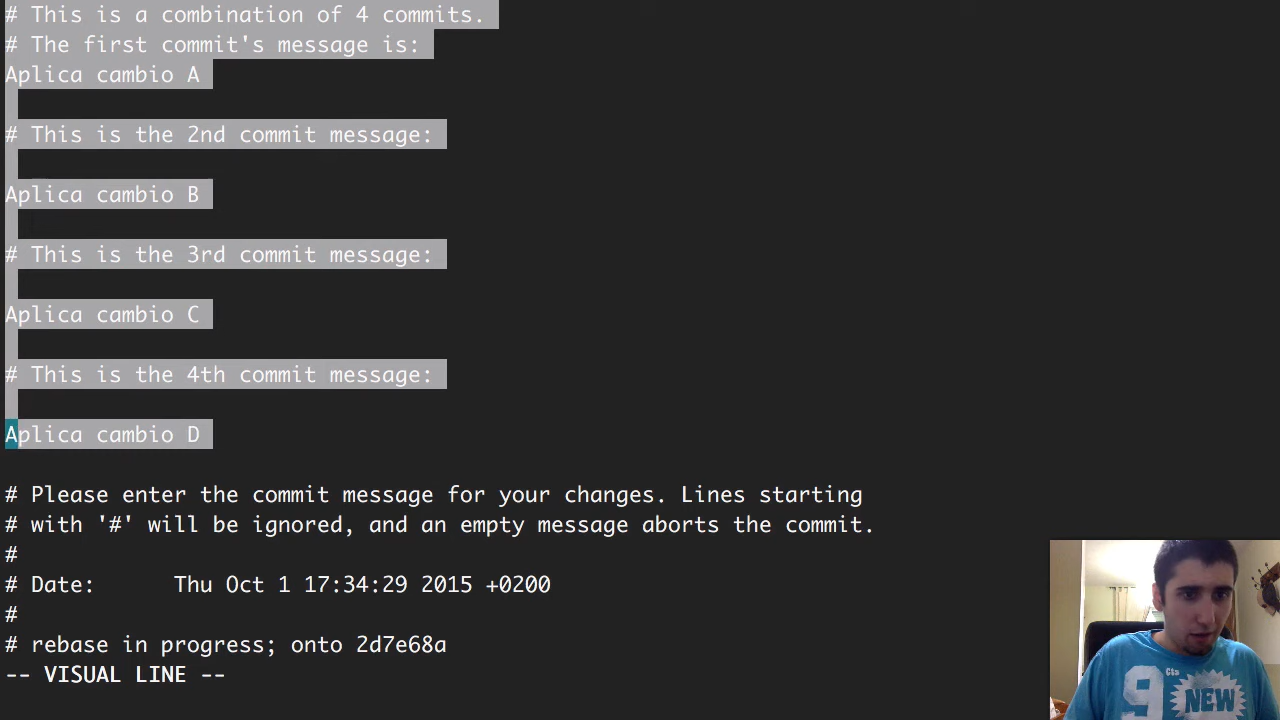 # This is a combination of 4 commits.
# The first commit's message is:
Aplica cambio A
# This is the 2nd commit message:
Aplica cambio B
# This is the 3rd commit message:
Aplica cambio C
# This is the 4th commit message:
Aplica cambio D
# Please enter the commit message for your changes. Lines starting
# with '#' will be ignored, and an empty message aborts the commit.
#
# Date:      Thu Oct 1 17:34:29 2015 +0200
#
# rebase in progress; onto 2d7e68a
-- VISUAL LINE --
9
NEW